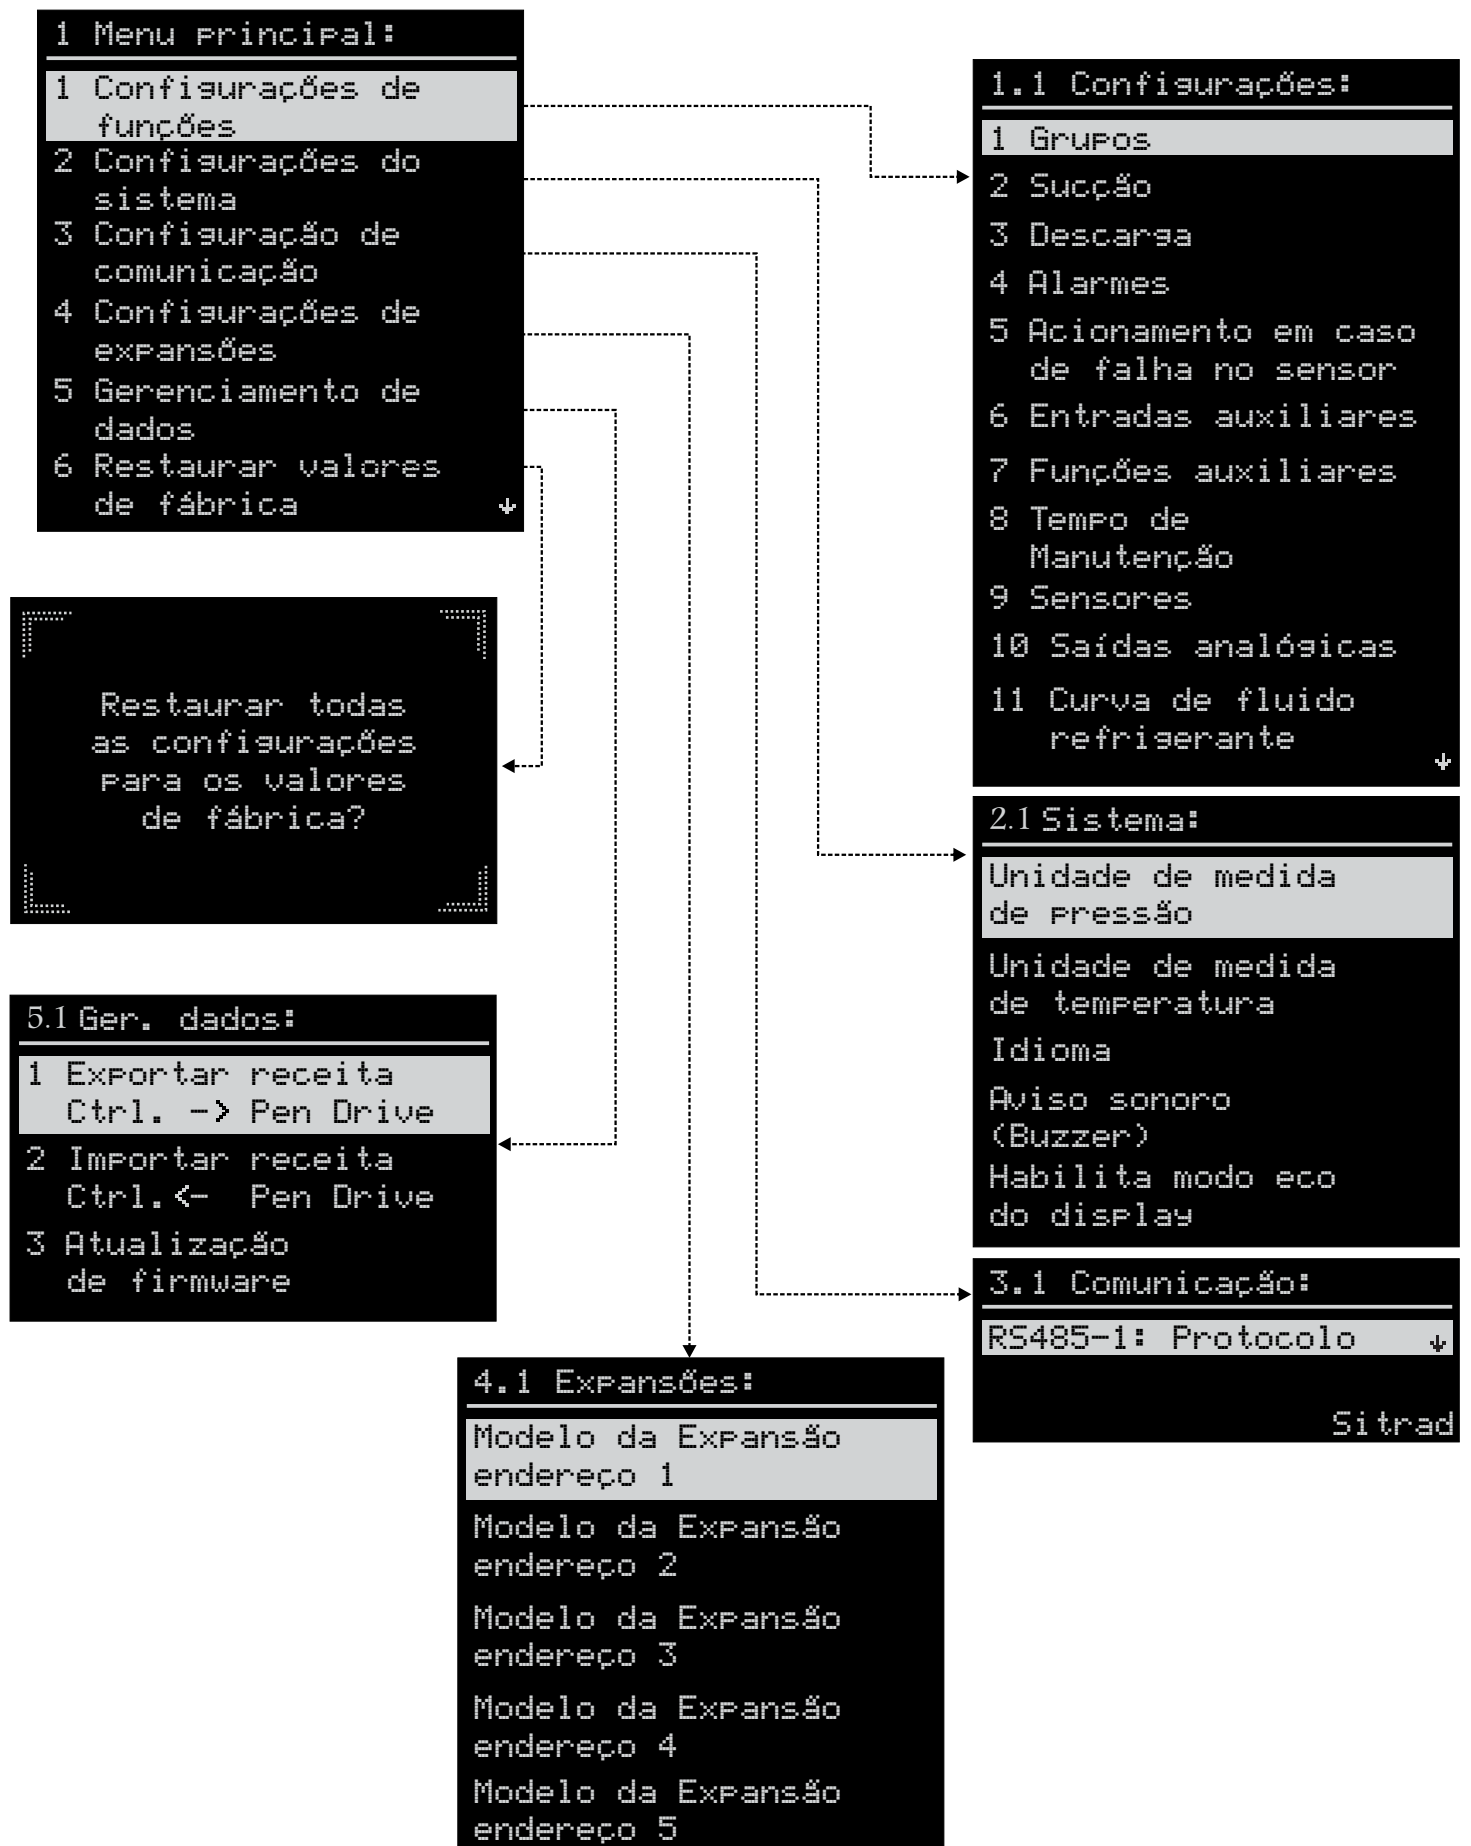 1 Menu principal:
1 Configurações de
funções
2 Configurações do
sistema
3 Configuração de
comunicação
4 Configurações de
expansões
5 Gerenciamento de
dados
6 Restaurar valores
de fábrica
Restaurar todas
as configurações
para os valores
de fábrica?
5.1 Ger. dados:
1 Exportar receita
Ctrl. -> Pen Drive
2 Importar receita
Ctrl.<- Pen Drive
3 Atualização
de firmware
1.1 Configurações:
1 Grupos
2 Sucção
3 Descarga
4 Alarmes
5 Acionamento em caso
de falha no sensor
6 Entradas auxiliares
7 Funções auxiliares
8 Tempo de
Manutenção
9 Sensores
10 Saídas analógicas
11 Curva de fluido
refrigerante
2.1 Sistema:
Unidade de medida
de pressão
Unidade de medida
de temperatura
Idioma
Aviso sonoro
(Buzzer)
Habilita modo eco
do display
3.1 Comunicação:
RS485-1: Protocolo
Sitrad
4.1 Expansões:
Modelo da Expansão
endereço 1
Modelo da Expansão
endereço 2
Modelo da Expansão
endereço 3
Modelo da Expansão
endereço 4
Modelo da Expansão
endereço 5